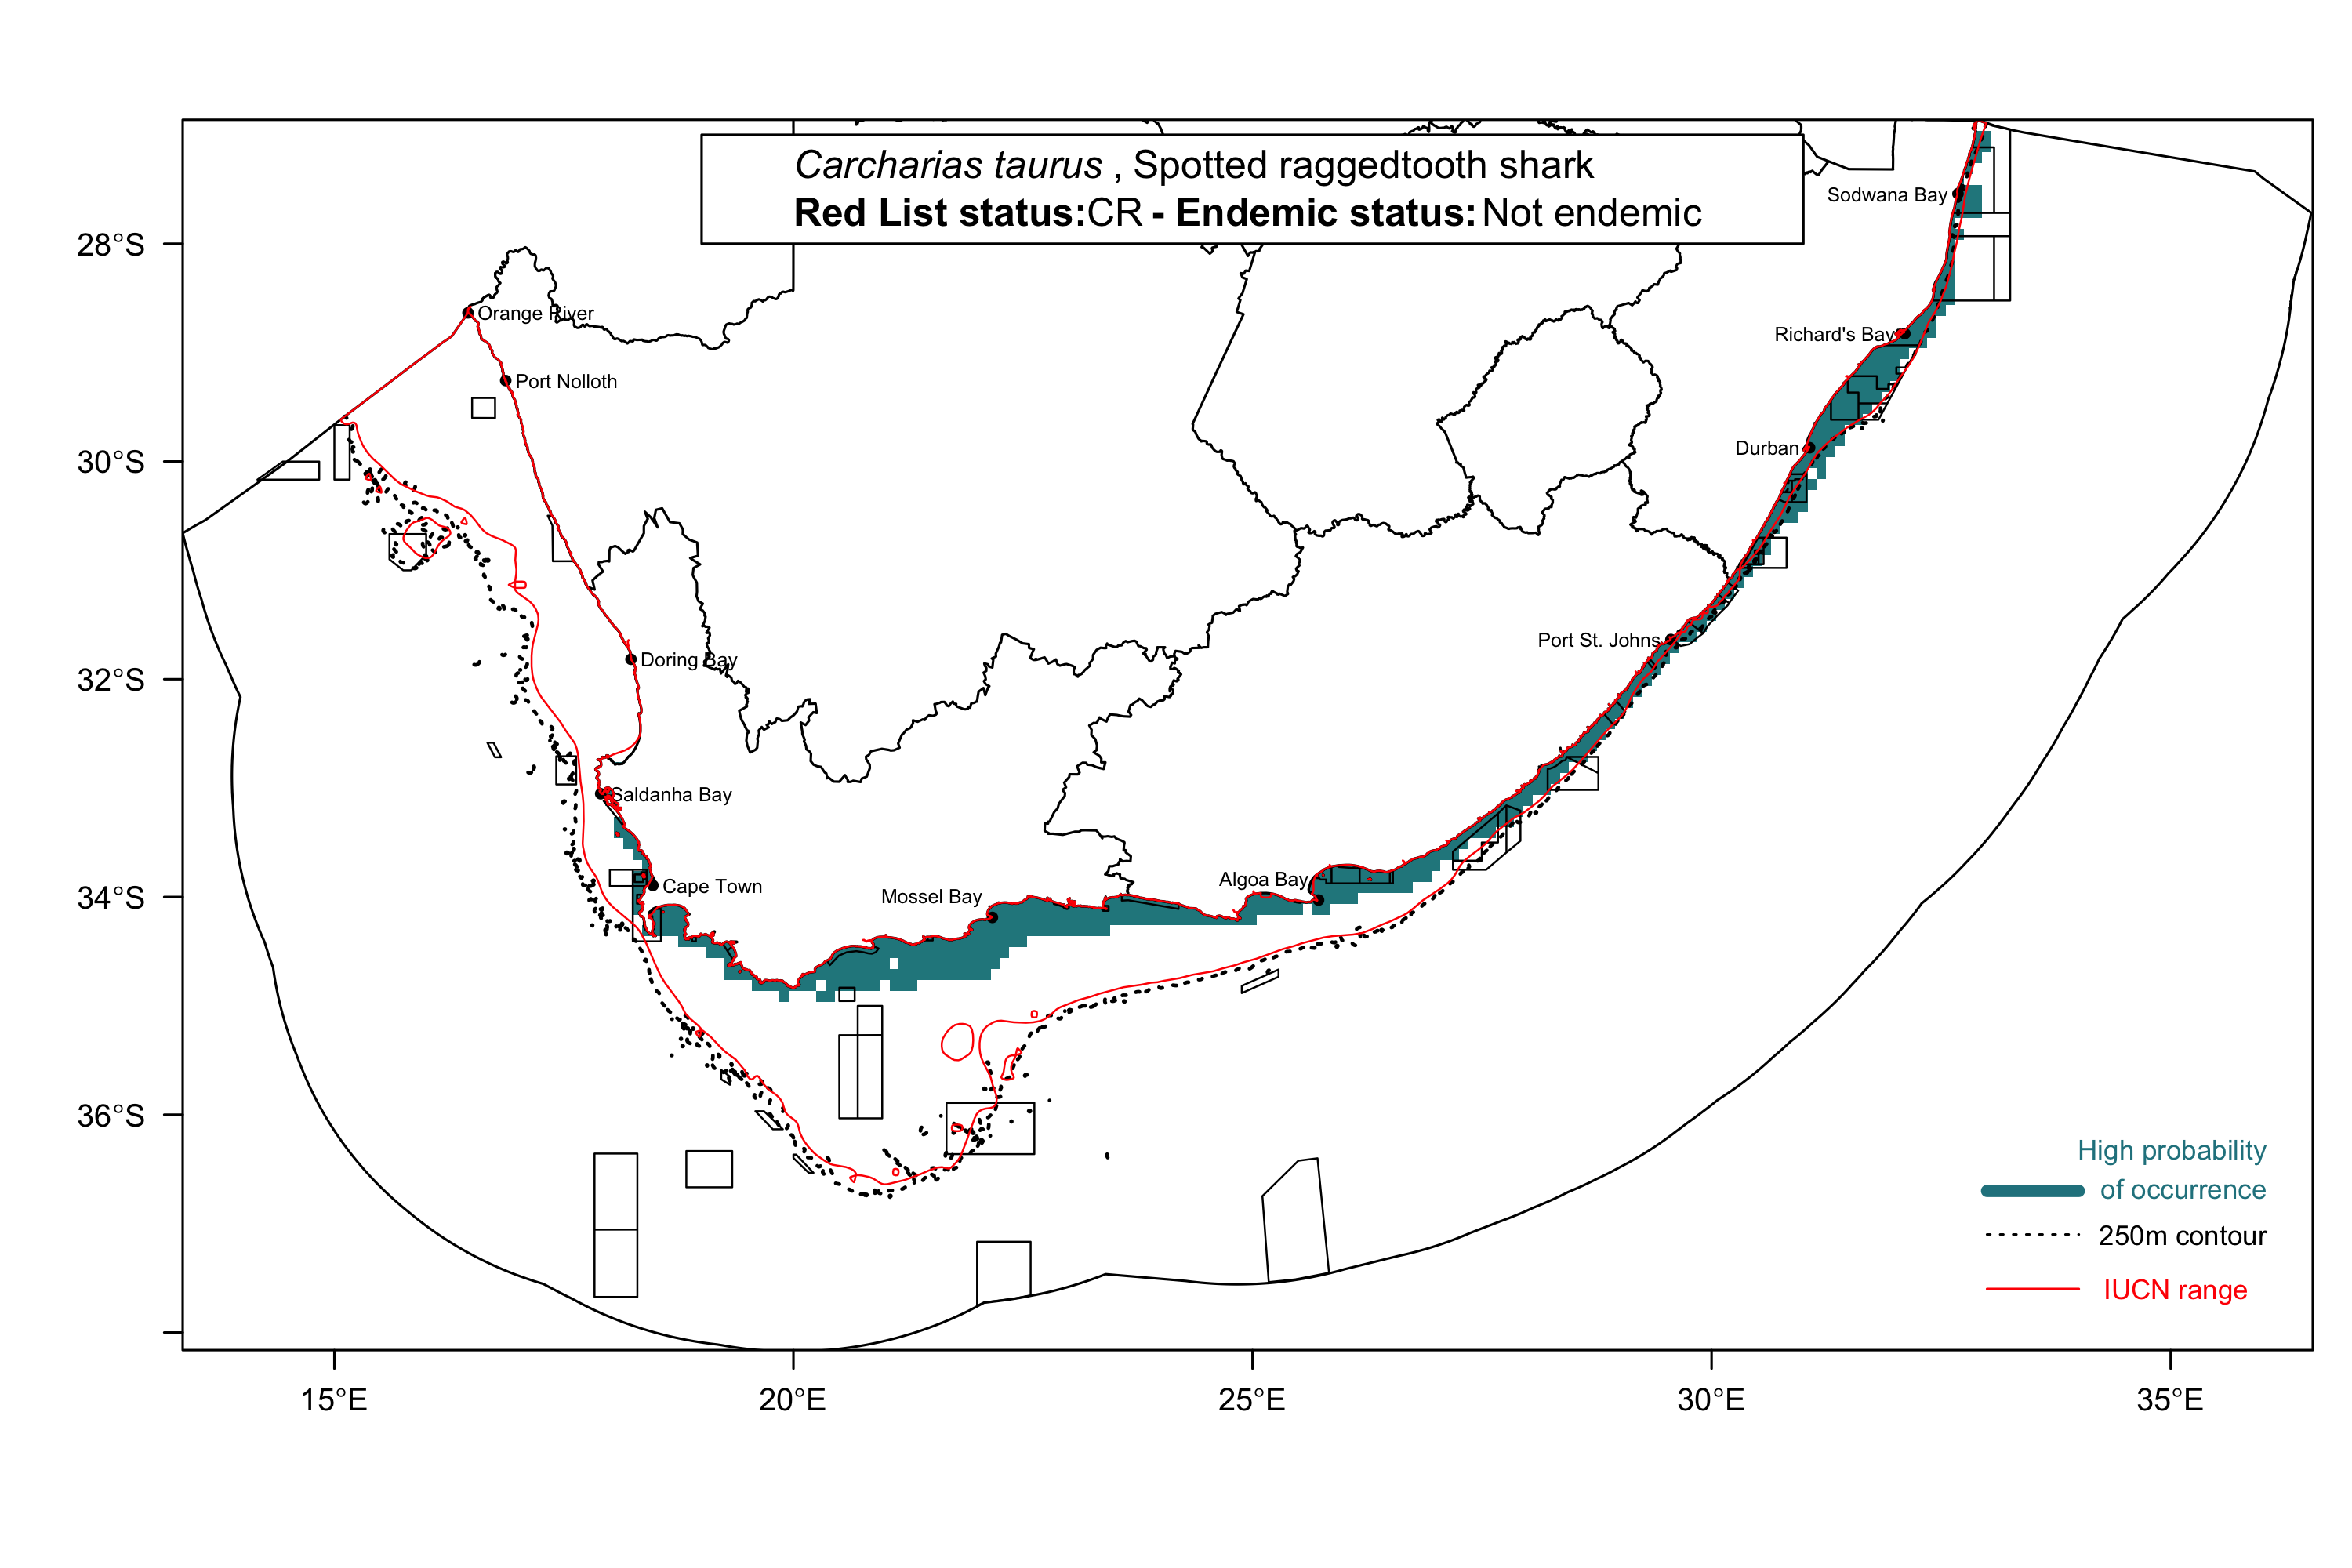 Carcharias taurus , Spotted raggedtooth shark
Red List status:CR - Endemic status: Not endemic
Sodwana Bay
28°S
Orange River
Richard's Bay
Port Nolloth
Durban
30°S
Port St. Johns
Doring Bay
32°S
Saldanha Bay
Algoa Bay
Cape Town
Mossel Bay
34°S
36°S
High probability
of occurrence
250m contour
IUCN range
15°E
20°E
25°E
30°E
35°E